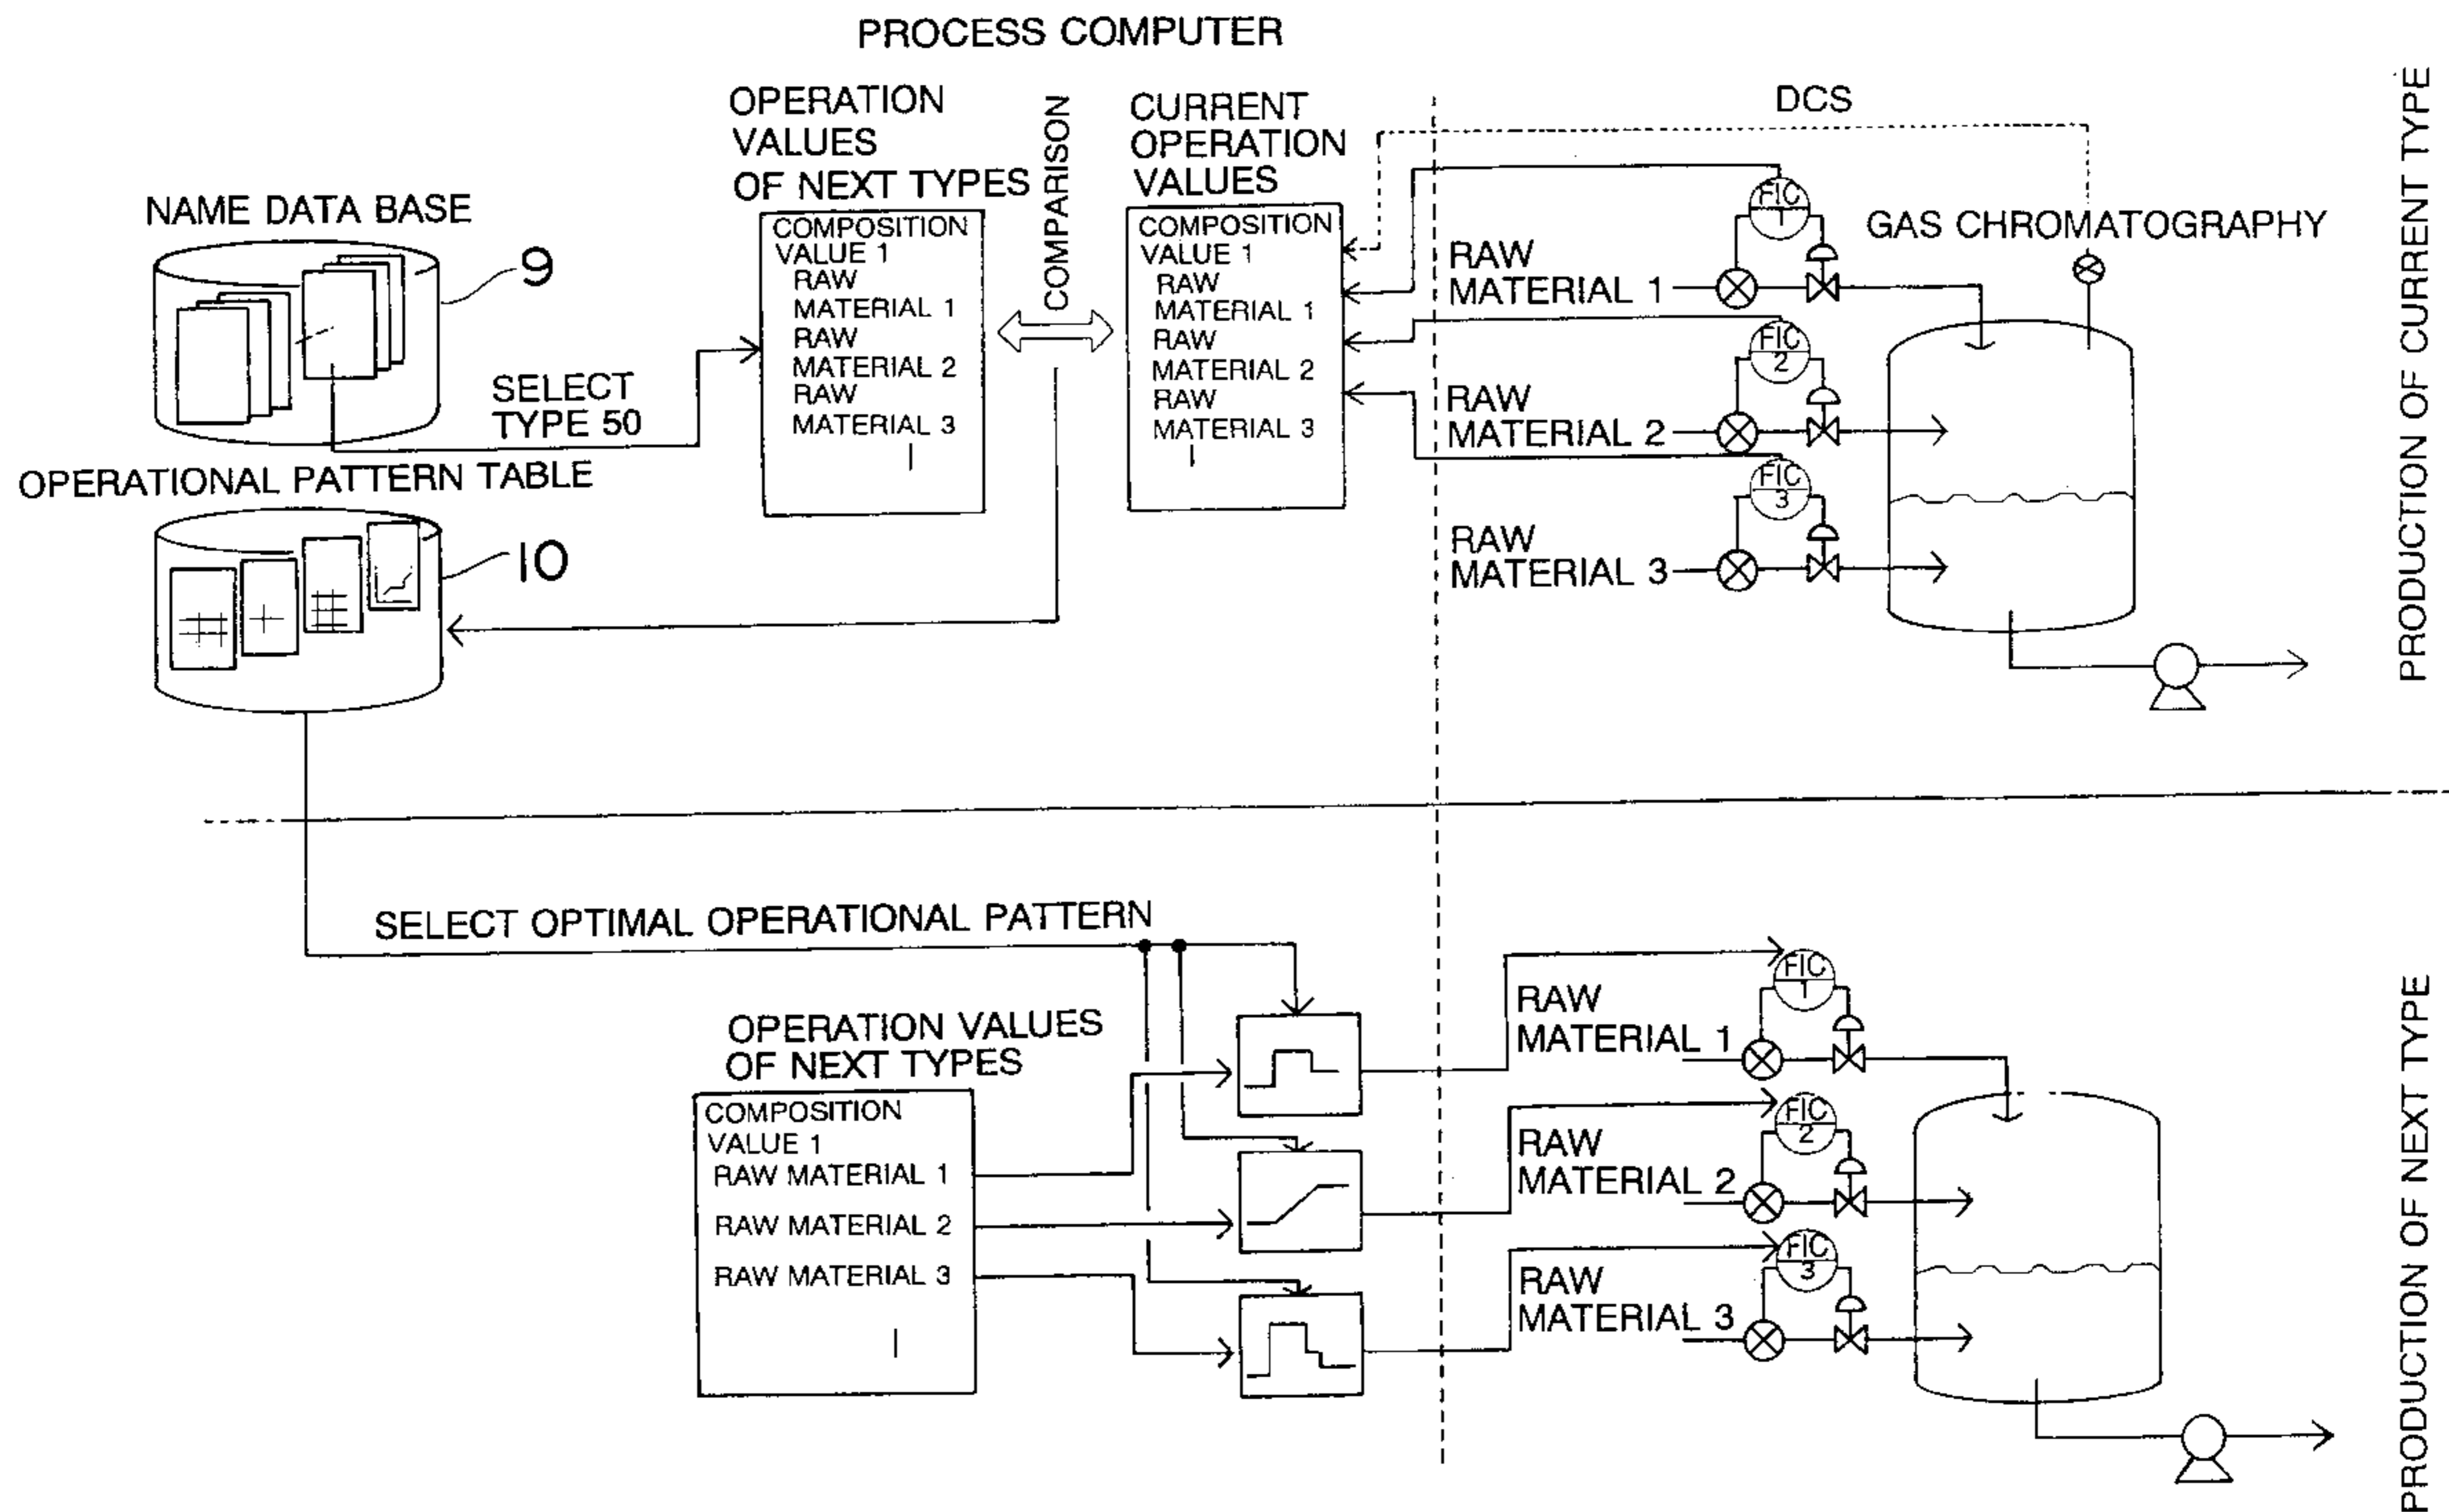 PROCESS COMPUTER
OPERATION
VALUES
OF NEXT TYPES
COMPARISON
CURRENT
OPERATION
VALUES
DCS
NAME DATA BASE
9
SELECT
TYPE 50
COMPOSITION
VALUE 1
RAW
MATERIAL 1
RAW
MATERIAL 2
RAW
MATERIAL 3
COMPOSITION
VALUE 1
RAW
MATERIAL 1
RAW
MATERIAL 2
RAW
MATERIAL 3
GAS CHROMATOGRAPHY
RAW
MATERIAL 1
FIC
1
RAW
MATERIAL 2
FIC
2
RAW
MATERIAL 3
FIC
3
PRODUCTION OF CURRENT TYPE
OPERATIONAL PATTERN TABLE
10
SELECT OPTIMAL OPERATIONAL PATTERN
OPERATION VALUES
OF NEXT TYPES
COMPOSITION
VALUE 1
RAW MATERIAL 1
RAW MATERIAL 2
RAW MATERIAL 3
RAW
MATERIAL 1
FIC
1
RAW
MATERIAL 2
FIC
2
RAW
MATERIAL 3
FIC
3
PRODUCTION OF NEXT TYPE